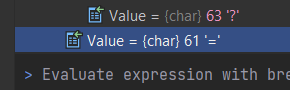 Value = {char} 63 '?'
Value = {char} 61 '='
> Evaluate expression with bre